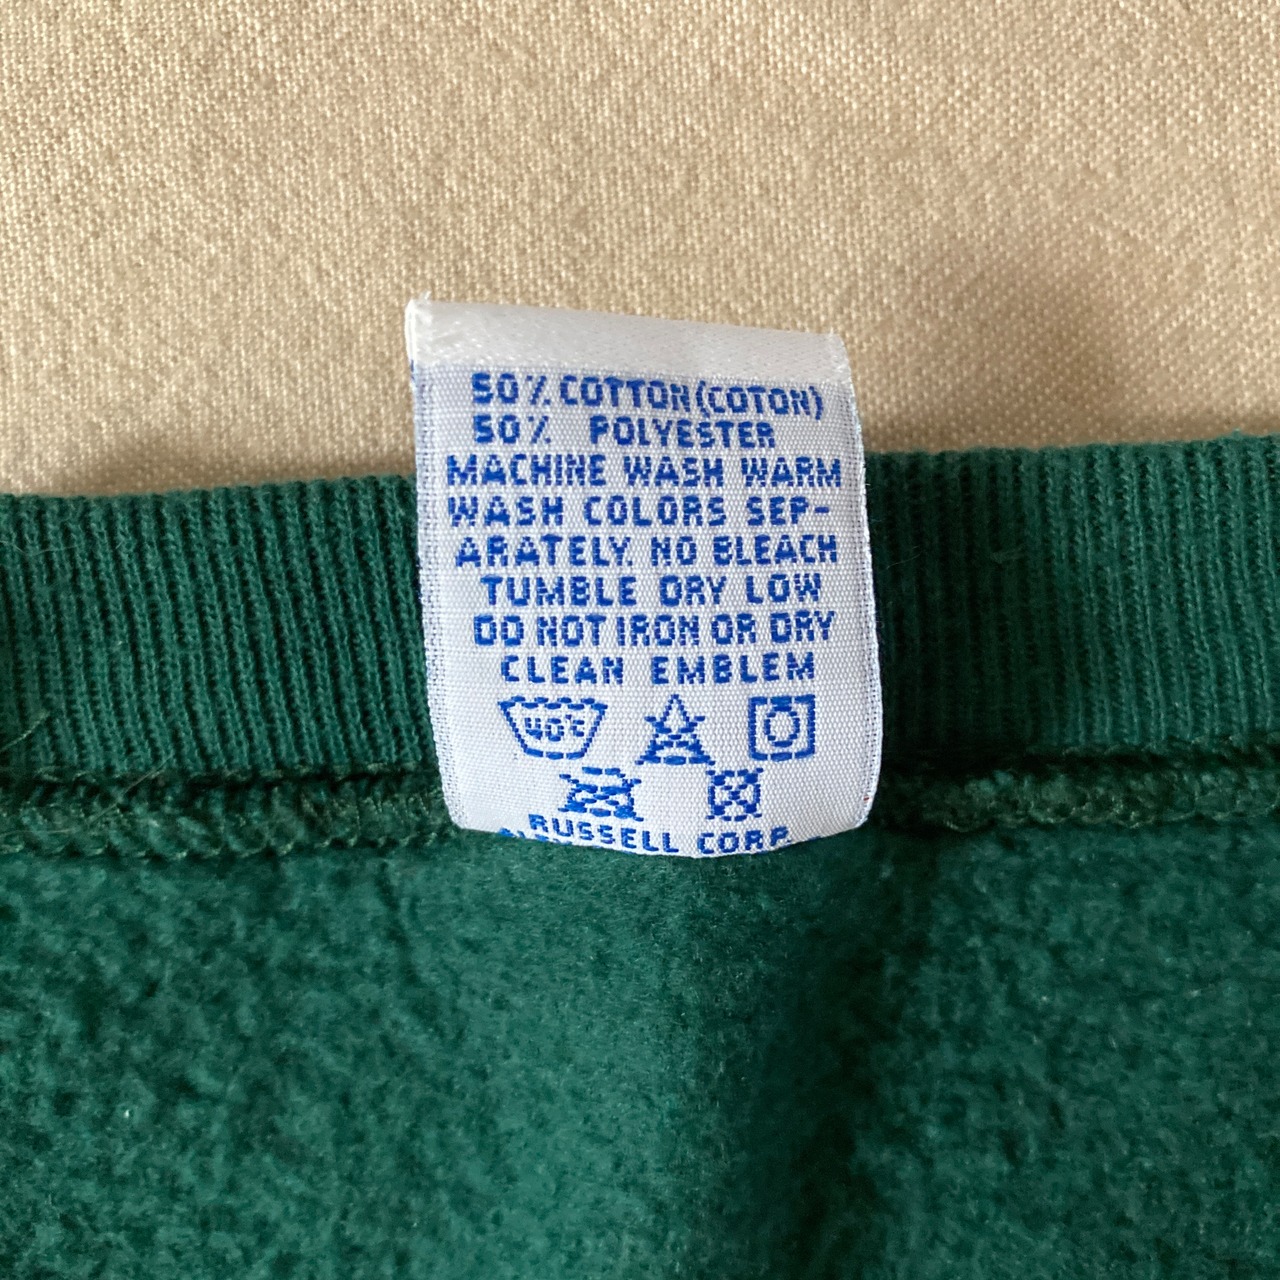 50% COTTON (COTON)
50% POLYESTER
MACHINE WASH WARM
WASH COLORS SEP-
ARATELY. NO BLEACH
TUMBLE DRY LOW
DO NOT IRON OR DRY
CLEAN EMBLEM
40°C
RUSSELL CORP.